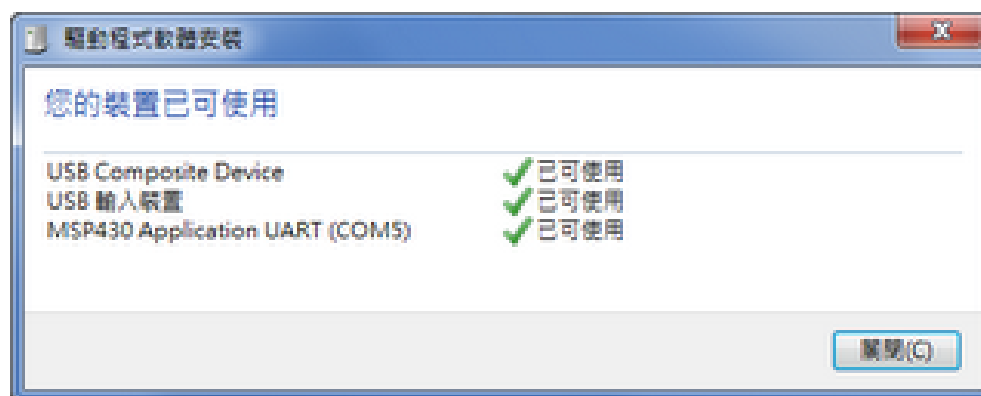 驅動程式軟體安裝
您的裝置已可使用
USB Composite Device 已可使用
USB 輸入裝置 已可使用
MSP430 Application UART (COM5) 已可使用
關閉(C)